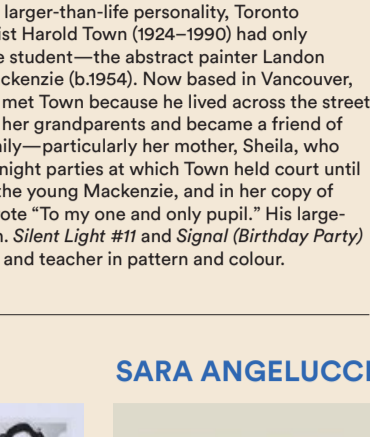 larger-than-life personality, Toronto
ist Harold Town (1924–1990) had only
e student—the abstract painter Landon
ckenzie (b.1954). Now based in Vancouver,
met Town because he lived across the street
her grandparents and became a friend of
ily—particularly her mother, Sheila, who
night parties at which Town held court until
the young Mackenzie, and in her copy of
ote “To my one and only pupil.” His large-
n. Silent Light #11 and Signal (Birthday Party)
and teacher in pattern and colour.
SARA ANGELUCCI